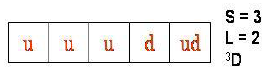 u u u d ud
S = 3
L = 2
³D